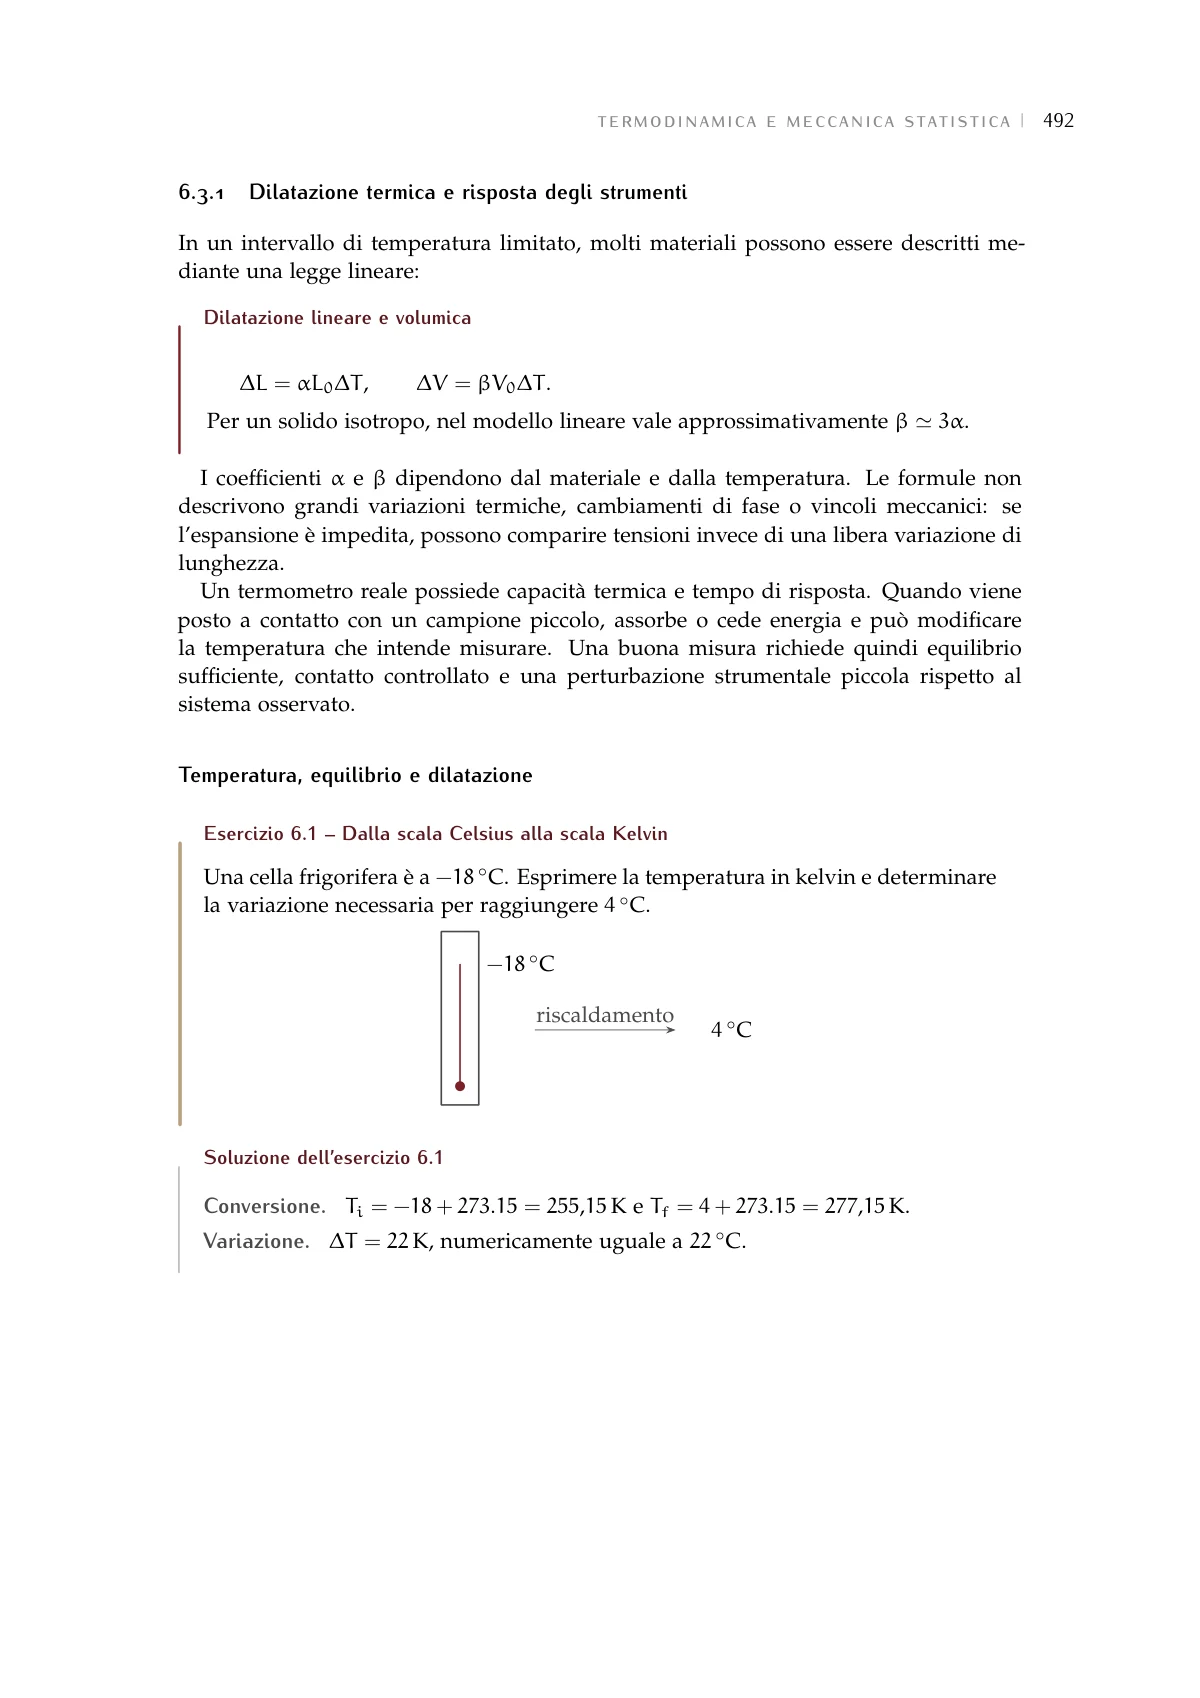 TERMODINAMICA E MECCANICA STATISTICA | 492
6.3.1 Dilatazione termica e risposta degli strumenti
In un intervallo di temperatura limitato, molti materiali possono essere descritti me-
diante una legge lineare:
Dilatazione lineare e volumica
ΔL = αL₀ΔT, ΔV = βV₀ΔT.
Per un solido isotropo, nel modello lineare vale approssimativamente β ≃ 3α.
I coefficienti α e β dipendono dal materiale e dalla temperatura. Le formule non
descrivono grandi variazioni termiche, cambiamenti di fase o vincoli meccanici: se
l'espansione è impedita, possono comparire tensioni invece di una libera variazione di
lunghezza.
Un termometro reale possiede capacità termica e tempo di risposta. Quando viene
posto a contatto con un campione piccolo, assorbe o cede energia e può modificare
la temperatura che intende misurare. Una buona misura richiede quindi equilibrio
sufficiente, contatto controllato e una perturbazione strumentale piccola rispetto al
sistema osservato.
Temperatura, equilibrio e dilatazione
Esercizio 6.1 – Dalla scala Celsius alla scala Kelvin
Una cella frigorifera è a −18 °C. Esprimere la temperatura in kelvin e determinare
la variazione necessaria per raggiungere 4 °C.
−18 °C
riscaldamento
4 °C
Soluzione dell'esercizio 6.1
Conversione. Tᵢ = −18 + 273.15 = 255,15 K e T_f = 4 + 273.15 = 277,15 K.
Variazione. ΔT = 22 K, numericamente uguale a 22 °C.